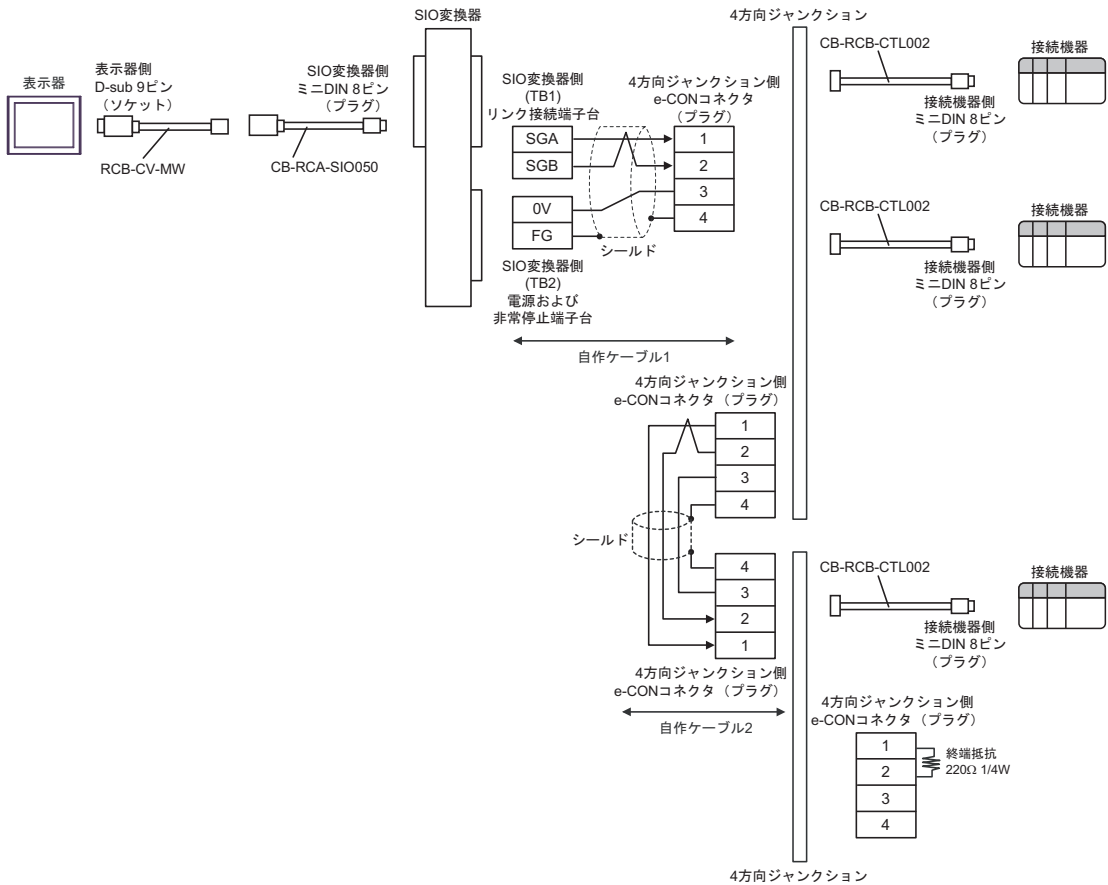 SIO変換器
4方向ジャンクション
表示器
表示器側
D-sub 9ピン
（ソケット）
RCB-CV-MW
SIO変換器側
ミニDIN 8ピン
（プラグ）
CB-RCA-SIO050
SIO変換器側
(TB1)
リンク接続端子台
SGA
SGB
0V
FG
SIO変換器側
(TB2)
電源および
非常停止端子台
シールド
4方向ジャンクション側
e-CONコネクタ
（プラグ）
1
2
3
4
自作ケーブル1
CB-RCB-CTL002
接続機器側
ミニDIN 8ピン
（プラグ）
接続機器
CB-RCB-CTL002
接続機器側
ミニDIN 8ピン
（プラグ）
接続機器
4方向ジャンクション側
e-CONコネクタ（プラグ）
1
2
3
4
シールド
4
3
2
1
4方向ジャンクション側
e-CONコネクタ（プラグ）
自作ケーブル2
CB-RCB-CTL002
接続機器側
ミニDIN 8ピン
（プラグ）
接続機器
4方向ジャンクション側
e-CONコネクタ（プラグ）
1
2
3
4
終端抵抗
220Ω 1/4W
4方向ジャンクション